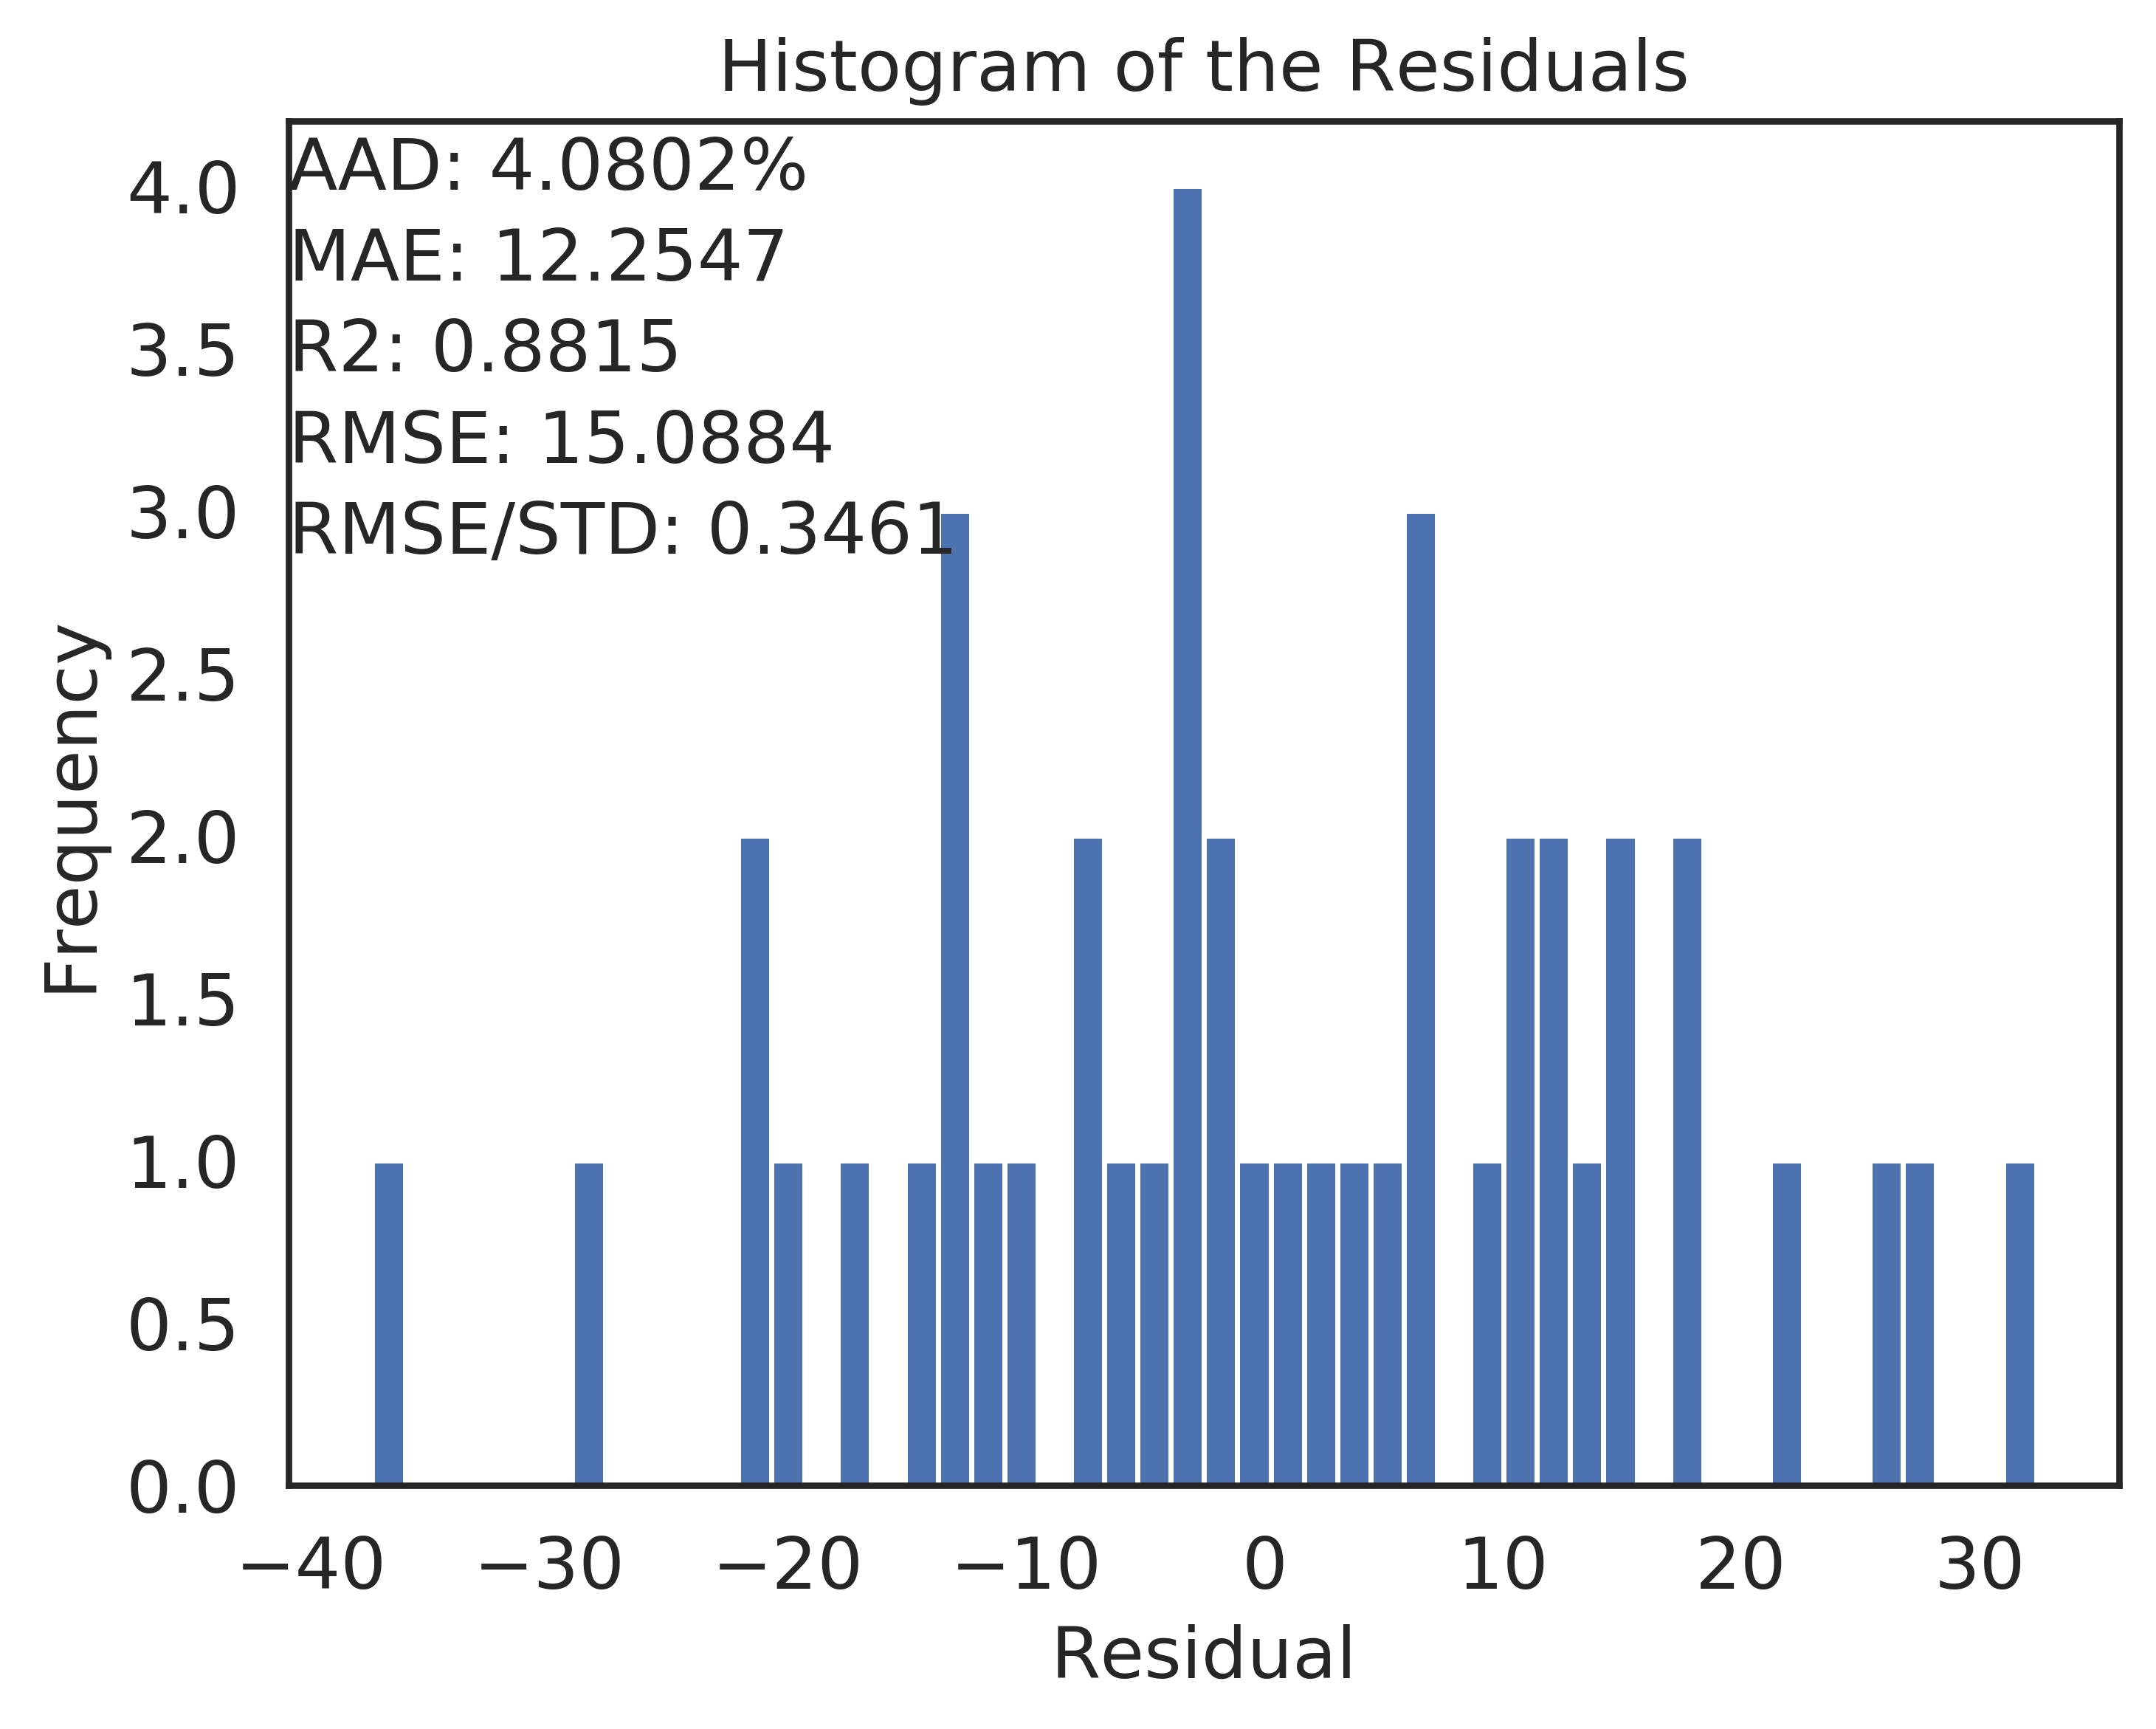 Histogram of the Residuals
AAD: 4.0802%
MAE: 12.2547
R2: 0.8815
RMSE: 15.0884
RMSE/STD: 0.3461
Frequency
4.0
3.5
3.0
2.5
2.0
1.5
1.0
0.5
0.0
−40 −30 −20 −10 0 10 20 30
Residual